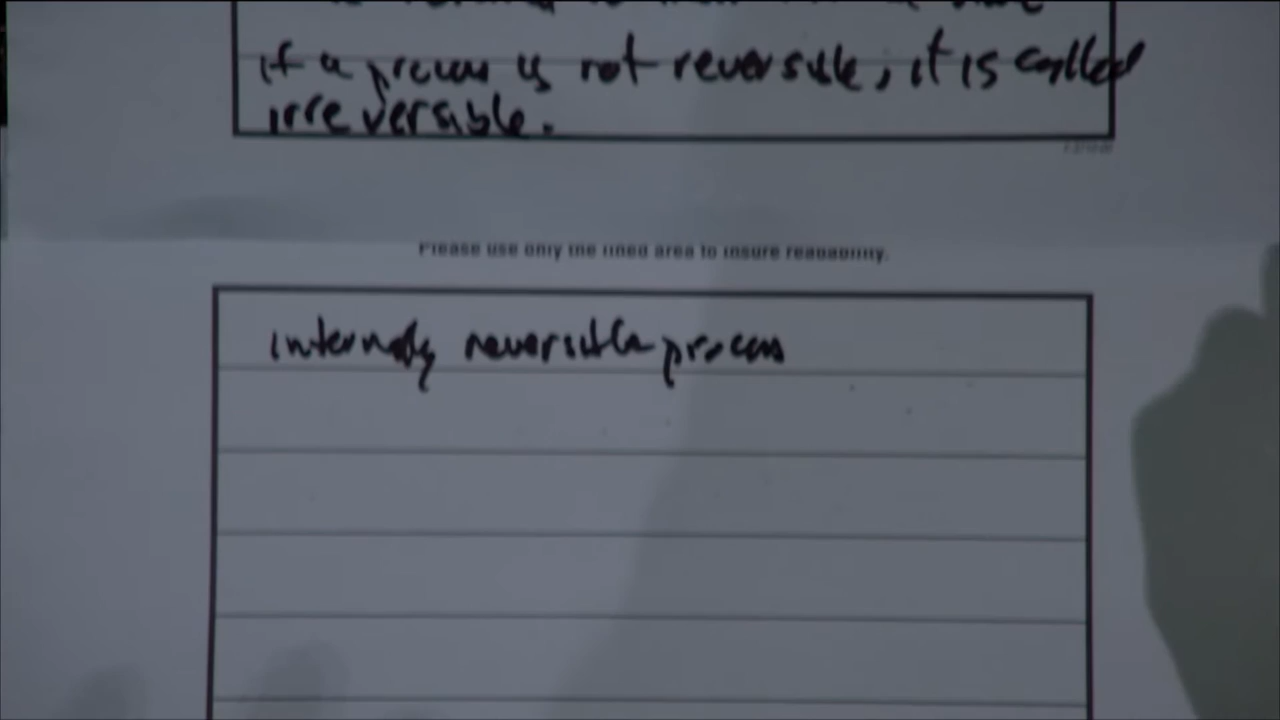 if a process is not reversible, it is called
irreversible.
Please use only the lined area to insure readability.
internally reversible process